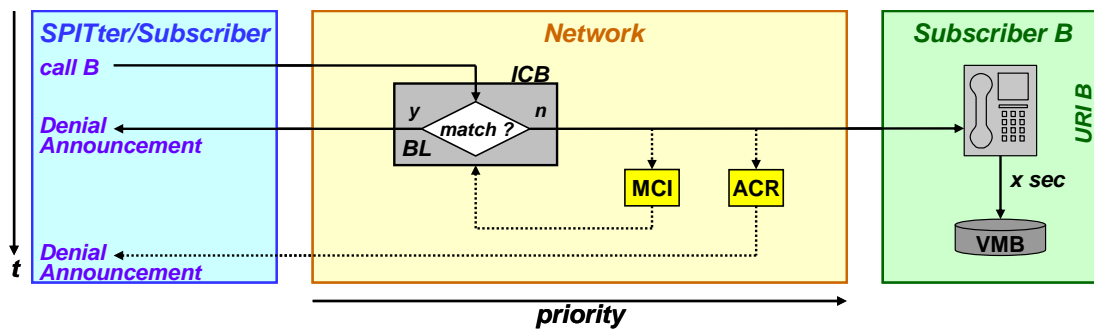 SPITter/Subscriber
Network
Subscriber B
call B
ICB
y
n
match ?
BL
Denial
Announcement
URI B
MCI
ACR
x sec
VMB
Denial
Announcement
t
priority